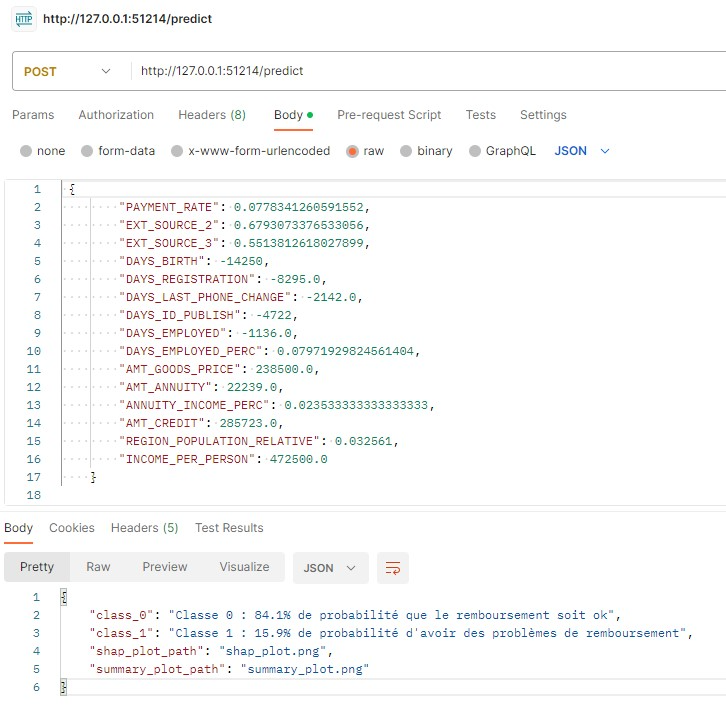 HTTP http://127.0.0.1:51214/predict
POST http://127.0.0.1:51214/predict
Params Authorization Headers (8) Body Pre-request Script Tests Settings
none form-data x-www-form-urlencoded raw binary GraphQL JSON
1 {
2 "PAYMENT_RATE": 0.0778341260591552,
3 "EXT_SOURCE_2": 0.6793073376533056,
4 "EXT_SOURCE_3": 0.5513812618027899,
5 "DAYS_BIRTH": -14250,
6 "DAYS_REGISTRATION": -8295.0,
7 "DAYS_LAST_PHONE_CHANGE": -2142.0,
8 "DAYS_ID_PUBLISH": -4722,
9 "DAYS_EMPLOYED": -1136.0,
10 "DAYS_EMPLOYED_PERC": 0.07971929824561404,
11 "AMT_GOODS_PRICE": 238500.0,
12 "AMT_ANNUITY": 22239.0,
13 "ANNUITY_INCOME_PERC": 0.023533333333333333,
14 "AMT_CREDIT": 285723.0,
15 "REGION_POPULATION_RELATIVE": 0.032561,
16 "INCOME_PER_PERSON": 472500.0
17 }
18
Body Cookies Headers (5) Test Results
Pretty Raw Preview Visualize JSON
1 {
2 "class_0": "Classe 0 : 84.1% de probabilité que le remboursement soit ok",
3 "class_1": "Classe 1 : 15.9% de probabilité d'avoir des problèmes de remboursement",
4 "shap_plot_path": "shap_plot.png",
5 "summary_plot_path": "summary_plot.png"
6 }